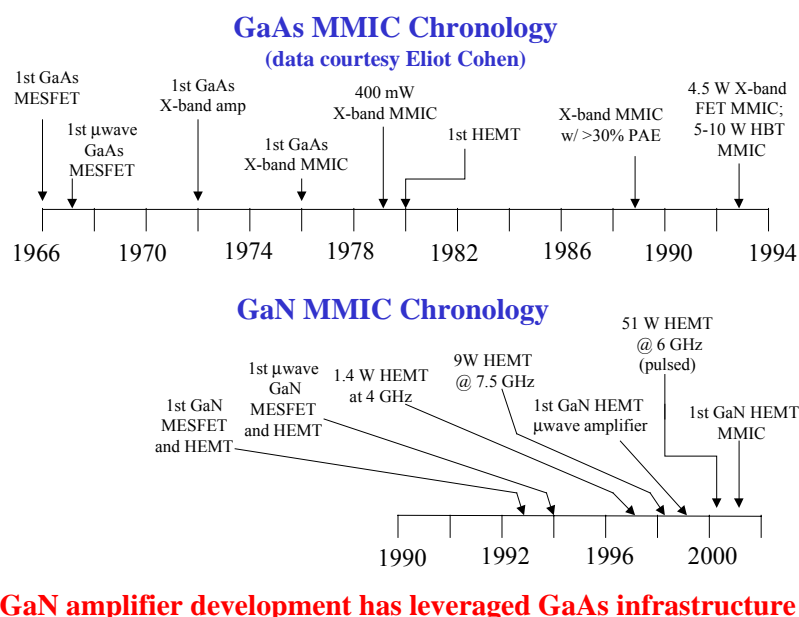 GaAs MMIC Chronology
(data courtesy Eliot Cohen)
1st GaAs
MESFET
1st µwave
GaAs
MESFET
1st GaAs
X-band amp
1st GaAs
X-band MMIC
400 mW
X-band MMIC
1st HEMT
X-band MMIC
w/ >30% PAE
4.5 W X-band
FET MMIC;
5-10 W HBT
MMIC
1966 1970 1974 1978 1982 1986 1990 1994
GaN MMIC Chronology
1st GaN
MESFET
and HEMT
1st µwave
GaN
MESFET
and HEMT
1.4 W HEMT
at 4 GHz
9W HEMT
@ 7.5 GHz
1st GaN HEMT
µwave amplifier
51 W HEMT
@ 6 GHz
(pulsed)
1st GaN HEMT
MMIC
1990 1992 1996 2000
GaN amplifier development has leveraged GaAs infrastructure